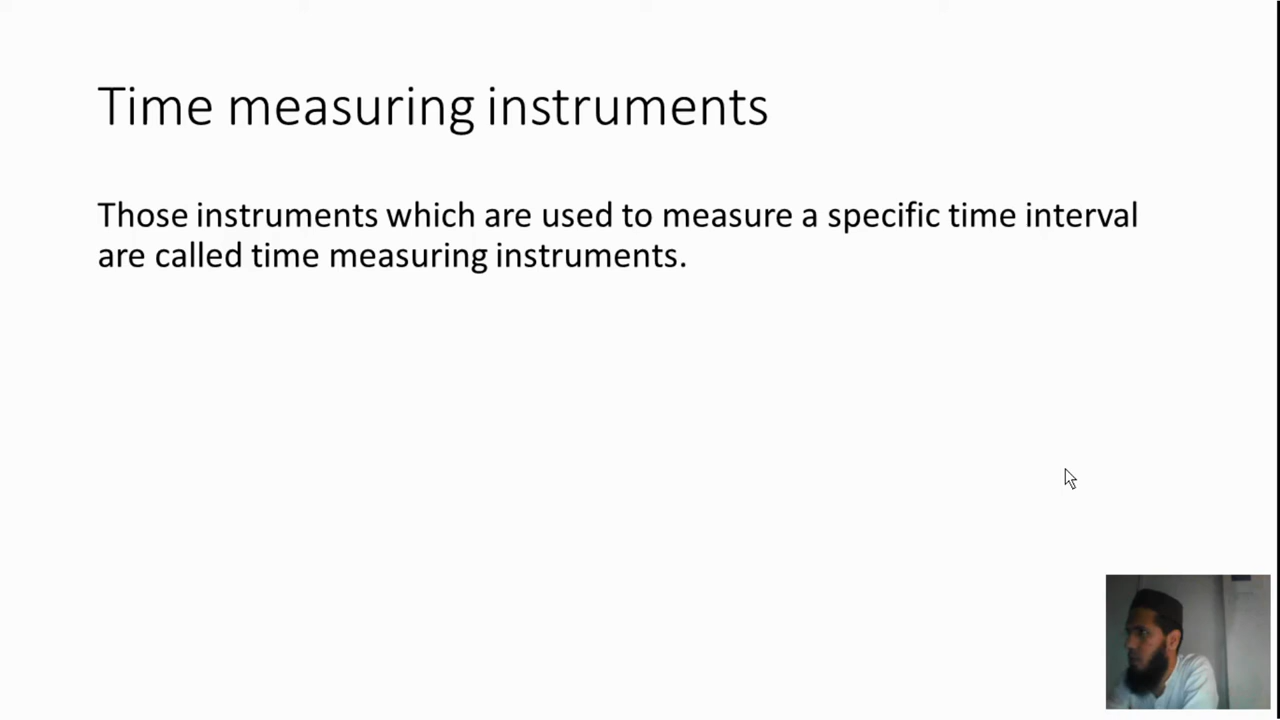 Time measuring instruments
Those instruments which are used to measure a specific time interval
are called time measuring instruments.